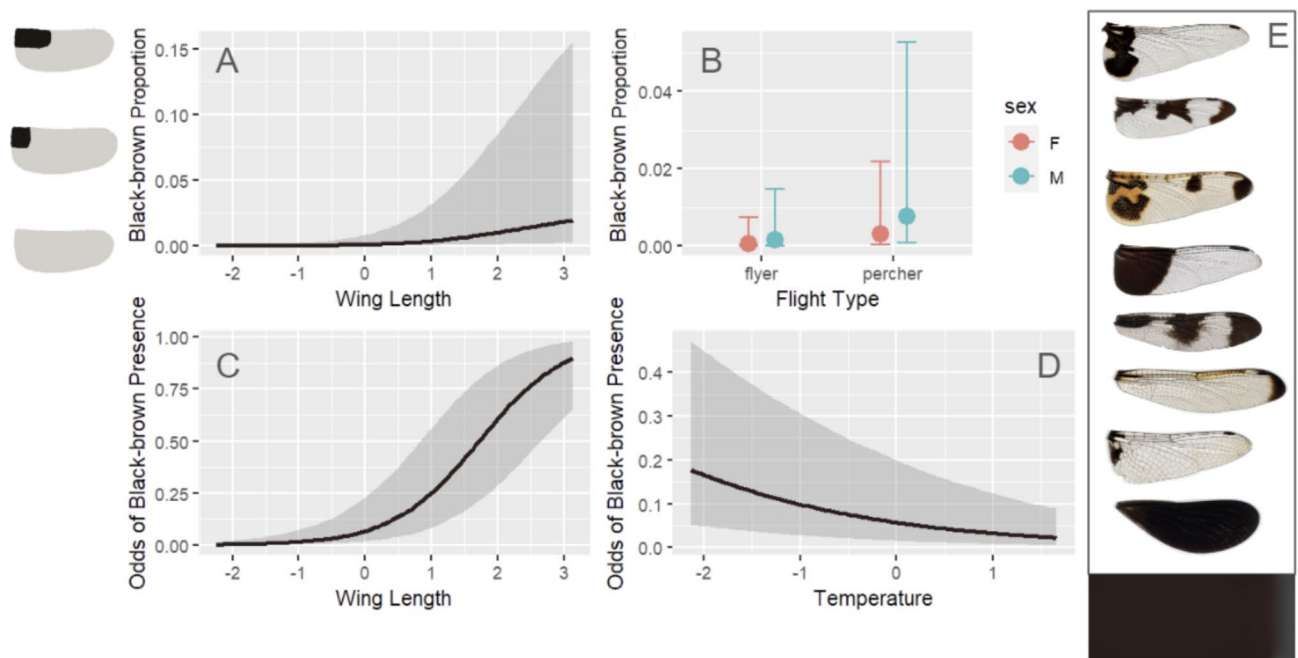 Black-brown Proportion
0.15
0.10
0.05
0.00
A
-2 -1 0 1 2 3
Wing Length
Black-brown Proportion
0.04
0.02
0.00
B
flyer percher
Flight Type
sex
F
M
E
Odds of Black-brown Presence
1.00
0.75
0.50
0.25
0.00
C
-2 -1 0 1 2 3
Wing Length
Odds of Black-brown Presence
0.4
0.3
0.2
0.1
0.0
D
-2 -1 0 1
Temperature